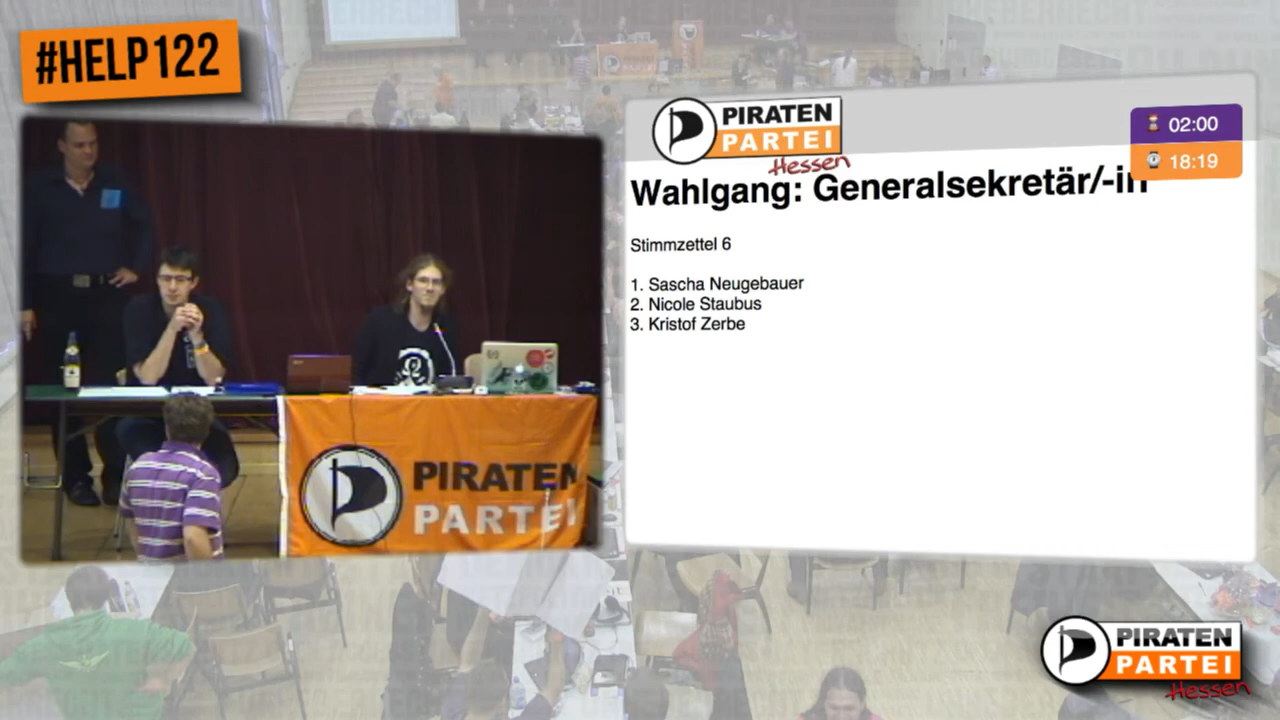 #HELP122
PIRATEN
PARTEI
Hessen
02:00
18:19
Wahlgang: Generalsekretär/-in
Stimmzettel 6
1. Sascha Neugebauer
2. Nicole Staubus
3. Kristof Zerbe
PIRATEN
PARTEI
PIRATEN
PARTEI
Hessen